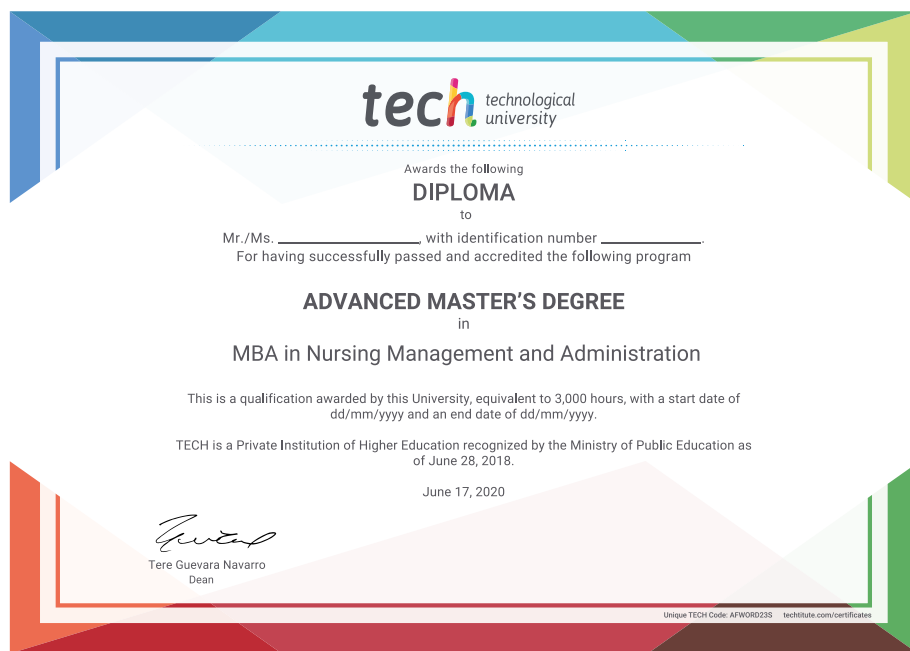 tech technological
university
Awards the following
DIPLOMA
to
Mr./Ms. ____________________, with identification number ______________.
For having successfully passed and accredited the following program
ADVANCED MASTER’S DEGREE
in
MBA in Nursing Management and Administration
This is a qualification awarded by this University, equivalent to 3,000 hours, with a start date of
dd/mm/yyyy and an end date of dd/mm/yyyy.
TECH is a Private Institution of Higher Education recognized by the Ministry of Public Education as
of June 28, 2018.
June 17, 2020
Tere Guevara Navarro
Dean
Unique TECH Code: AFWORD23S techtitute.com/certificates